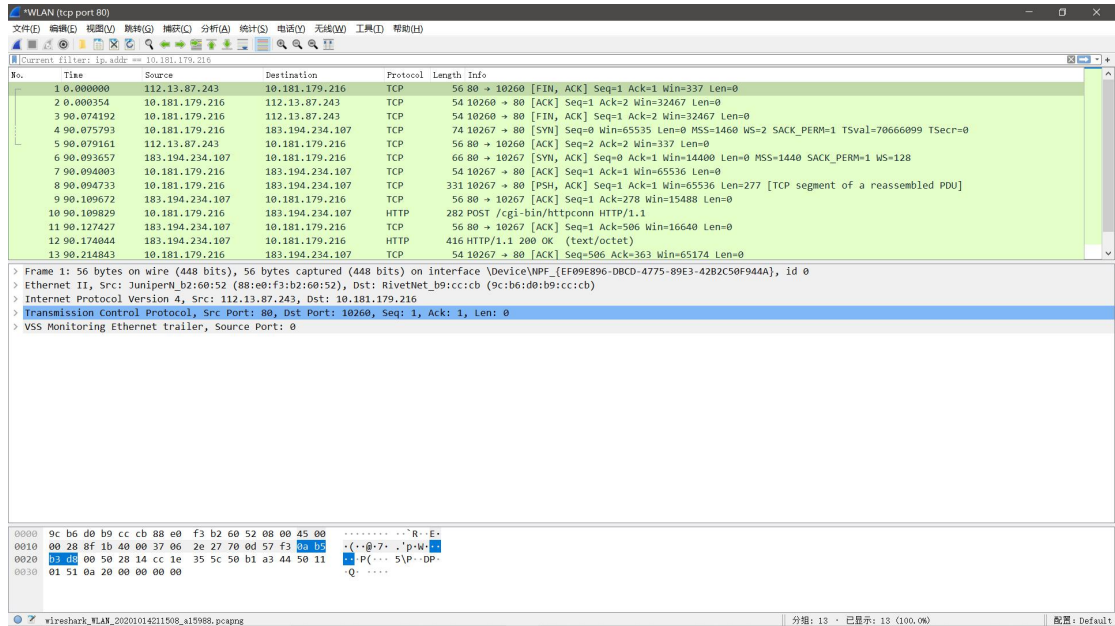 *WLAN (tcp port 80)
文件(F) 编辑(E) 视图(V) 跳转(G) 捕获(C) 分析(A) 统计(S) 电话(Y) 无线(W) 工具(T) 帮助(H)
Current filter: ip.addr == 10.181.179.216
No. Time Source Destination Protocol Length Info
1 0.000000 112.13.87.243 10.181.179.216 TCP 56 80 → 10260 [FIN, ACK] Seq=1 Ack=1 Win=337 Len=0
2 0.000354 10.181.179.216 112.13.87.243 TCP 54 10260 → 80 [ACK] Seq=1 Ack=2 Win=32467 Len=0
3 90.074192 10.181.179.216 112.13.87.243 TCP 54 10260 → 80 [FIN, ACK] Seq=1 Ack=2 Win=32467 Len=0
4 90.075793 10.181.179.216 183.194.234.107 TCP 74 10267 → 80 [SYN] Seq=0 Win=65535 Len=0 MSS=1460 WS=2 SACK_PERM=1 TSval=70666099 TSecr=0
5 90.079161 112.13.87.243 10.181.179.216 TCP 56 80 → 10260 [ACK] Seq=2 Ack=2 Win=337 Len=0
6 90.093657 183.194.234.107 10.181.179.216 TCP 66 80 → 10267 [SYN, ACK] Seq=0 Ack=1 Win=14400 Len=0 MSS=1440 SACK_PERM=1 WS=128
7 90.094003 10.181.179.216 183.194.234.107 TCP 54 10267 → 80 [ACK] Seq=1 Ack=1 Win=65536 Len=0
8 90.094733 10.181.179.216 183.194.234.107 TCP 331 10267 → 80 [PSH, ACK] Seq=1 Ack=1 Win=65536 Len=277 [TCP segment of a reassembled PDU]
9 90.109672 183.194.234.107 10.181.179.216 TCP 56 80 → 10267 [ACK] Seq=1 Ack=278 Win=15488 Len=0
10 90.109829 10.181.179.216 183.194.234.107 HTTP 282 POST /cgi-bin/httpconn HTTP/1.1
11 90.127427 183.194.234.107 10.181.179.216 TCP 56 80 → 10267 [ACK] Seq=1 Ack=506 Win=16640 Len=0
12 90.174044 183.194.234.107 10.181.179.216 HTTP 416 HTTP/1.1 200 OK (text/octet)
13 90.214843 10.181.179.216 183.194.234.107 TCP 54 10267 → 80 [ACK] Seq=506 Ack=363 Win=65174 Len=0
> Frame 1: 56 bytes on wire (448 bits), 56 bytes captured (448 bits) on interface \Device\NPF_{EF09E896-DBCD-4775-89E3-42B2C50F944A}, id 0
> Ethernet II, Src: JuniperN_b2:60:52 (88:e0:f3:b2:60:52), Dst: RivetNet_b9:cc:cb (9c:b6:d0:b9:cc:cb)
> Internet Protocol Version 4, Src: 112.13.87.243, Dst: 10.181.179.216
> Transmission Control Protocol, Src Port: 80, Dst Port: 10260, Seq: 1, Ack: 1, Len: 0
> VSS Monitoring Ethernet trailer, Source Port: 0
0000 9c b6 d0 b9 cc cb 88 e0 f3 b2 60 52 08 00 45 00 ········ ··`R··E·
0010 00 28 8f 1b 40 00 37 06 2e 27 70 0d 57 f3 0a b5 ·(··@·7· .'p·W···
0020 b3 d8 00 50 28 14 cc 1e 35 5c 50 b1 a3 44 50 11 ···P(··· 5\P··DP·
0030 01 51 0a 20 00 00 00 00 ·Q· ····
wireshark_WLAN_20201014211508_a15988.pcapng 分组: 13 · 已显示: 13 (100.0%) 配置: Default